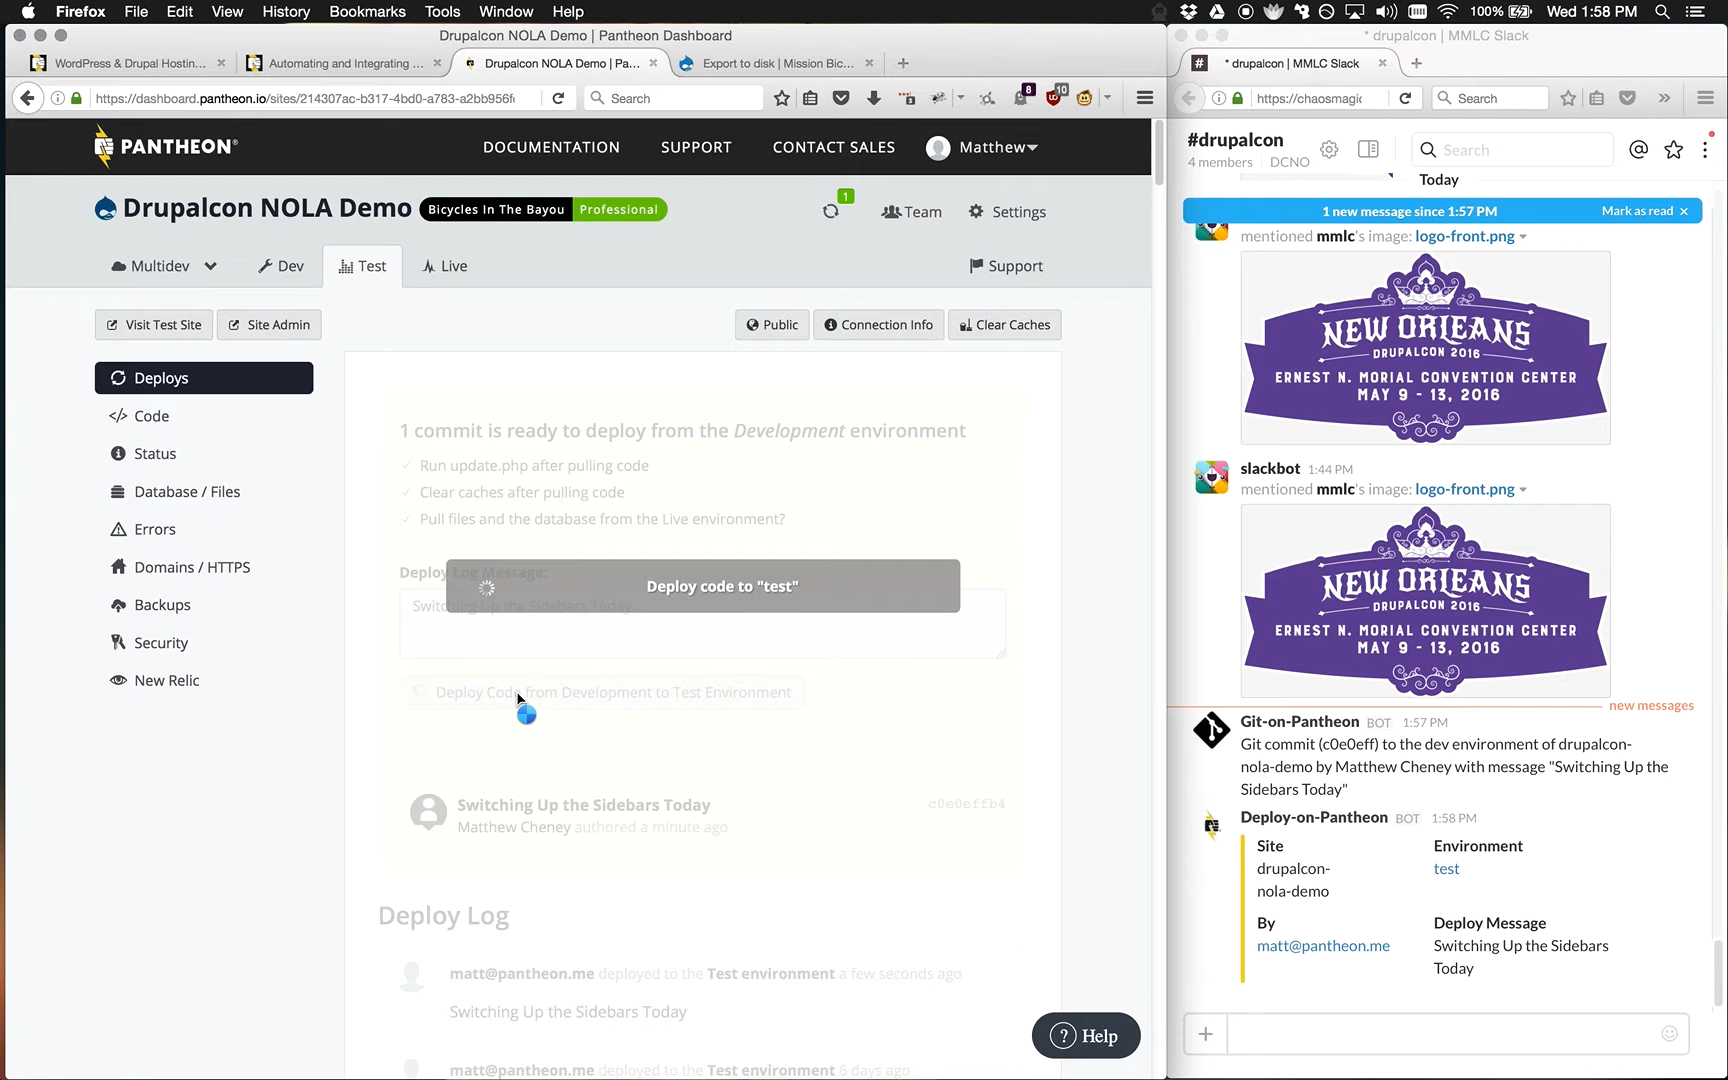 Firefox File Edit View History Bookmarks Tools Window Help
100% Wed 1:58 PM
Drupalcon NOLA Demo | Pantheon Dashboard
WordPress & Drupal Hostin... ×
Automating and Integrating ... ×
Drupalcon NOLA Demo | Pa... ×
Export to disk | Mission Bic... ×
https://dashboard.pantheon.io/sites/214307ac-b317-4bd0-a783-a2bb956f
Search
8
10
PANTHEON
DOCUMENTATION
SUPPORT
CONTACT SALES
Matthew
Drupalcon NOLA Demo
Bicycles In The Bayou
Professional
1
Team
Settings
Multidev
Dev
Test
Live
Support
Visit Test Site
Site Admin
Public
Connection Info
Clear Caches
Deploys
Code
Status
Database / Files
Errors
Domains / HTTPS
Backups
Security
New Relic
1 commit is ready to deploy from the Development environment
Run update.php after pulling code
Clear caches after pulling code
Pull files and the database from the Live environment?
Deploy Log Message:
Deploy code to "test"
Switching Up the Sidebars Today
Deploy Code from Development to Test Environment
Switching Up the Sidebars Today
c0e0effb4
Matthew Cheney authored a minute ago
Deploy Log
matt@pantheon.me deployed to the Test environment a few seconds ago
Switching Up the Sidebars Today
matt@pantheon.me deployed to the Test environment 6 days ago
Help
* drupalcon | MMLC Slack
* drupalcon | MMLC Slack ×
https://chaosmagic
Search
#drupalcon
4 members
DCNO
Search
Today
1 new message since 1:57 PM
Mark as read ×
mentioned mmlc's image: logo-front.png
NEW ORLEANS
DRUPALCON 2016
ERNEST N. MORIAL CONVENTION CENTER
MAY 9 - 13, 2016
slackbot 1:44 PM
mentioned mmlc's image: logo-front.png
NEW ORLEANS
DRUPALCON 2016
ERNEST N. MORIAL CONVENTION CENTER
MAY 9 - 13, 2016
new messages
Git-on-Pantheon BOT 1:57 PM
Git commit (c0e0eff) to the dev environment of drupalcon-
nola-demo by Matthew Cheney with message "Switching Up the
Sidebars Today"
Deploy-on-Pantheon BOT 1:58 PM
Site
drupalcon-
nola-demo
Environment
test
By
matt@pantheon.me
Deploy Message
Switching Up the Sidebars
Today